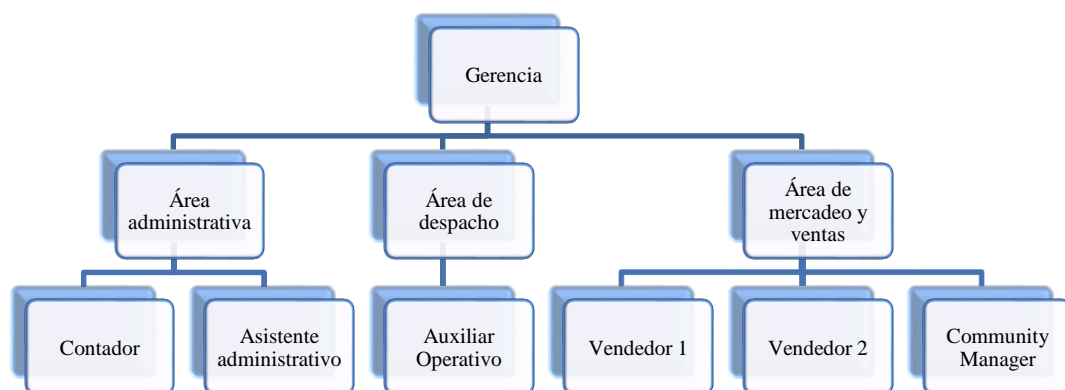 Gerencia
Área
administrativa
Área de
despacho
Área de
mercadeo y
ventas
Contador
Asistente
administrativo
Auxiliar
Operativo
Vendedor 1
Vendedor 2
Community
Manager